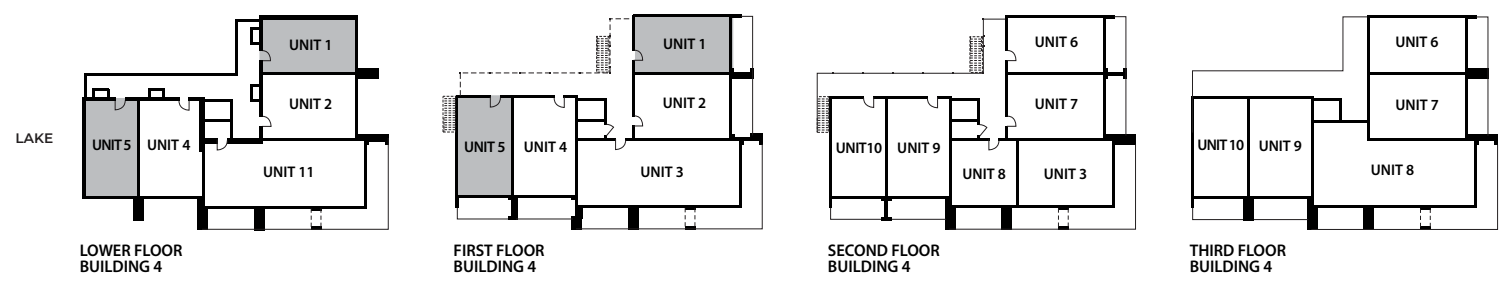 LAKE
UNIT 1
UNIT 2
UNIT 5
UNIT 4
UNIT 11
LOWER FLOOR
BUILDING 4
UNIT 1
UNIT 2
UNIT 5
UNIT 4
UNIT 3
FIRST FLOOR
BUILDING 4
UNIT 6
UNIT 7
UNIT10
UNIT 9
UNIT 8
UNIT 3
SECOND FLOOR
BUILDING 4
UNIT 6
UNIT 7
UNIT 10
UNIT 9
UNIT 8
THIRD FLOOR
BUILDING 4